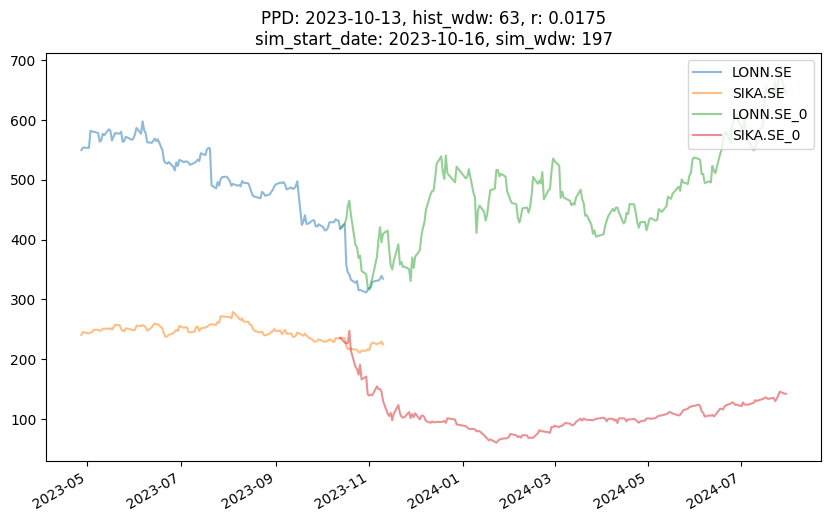 PPD: 2023-10-13, hist_wdw: 63, r: 0.0175
sim_start_date: 2023-10-16, sim_wdw: 197
700
600
500
400
300
200
100
LONN.SE
SIKA.SE
LONN.SE_0
SIKA.SE_0
2023-05
2023-07
2023-09
2023-11
2024-01
2024-03
2024-05
2024-07